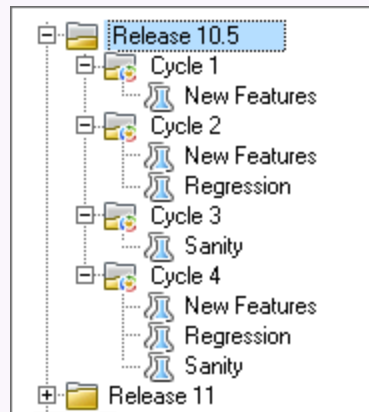 Release 10.5
Cycle 1
New Features
Cycle 2
New Features
Regression
Cycle 3
Sanity
Cycle 4
New Features
Regression
Sanity
Release 11